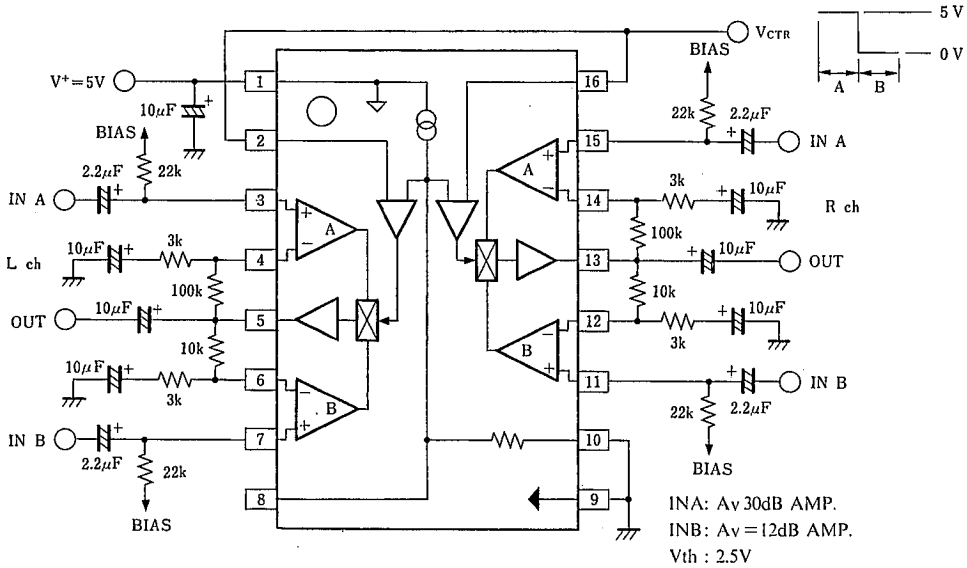 VCTR
5 V
0 V
A
B
V+=5V
1
16
10μF
+
BIAS
22k
2.2μF
+
BIAS
2
15
IN A
2.2μF
+
22k
IN A
3
14
3k
10μF
+
R ch
+
−
A
+
−
A
10μF
+
3k
4
100k
L ch
100k
13
10μF
+
OUT
OUT
10μF
+
5
10k
10k
12
3k
10μF
+
10μF
+
3k
6
−
+
B
−
+
B
11
IN B
2.2μF
+
22k
BIAS
IN B
2.2μF
+
7
22k
BIAS
10
8
9
INA: Av 30dB AMP.
INB: Av=12dB AMP.
Vth : 2.5V